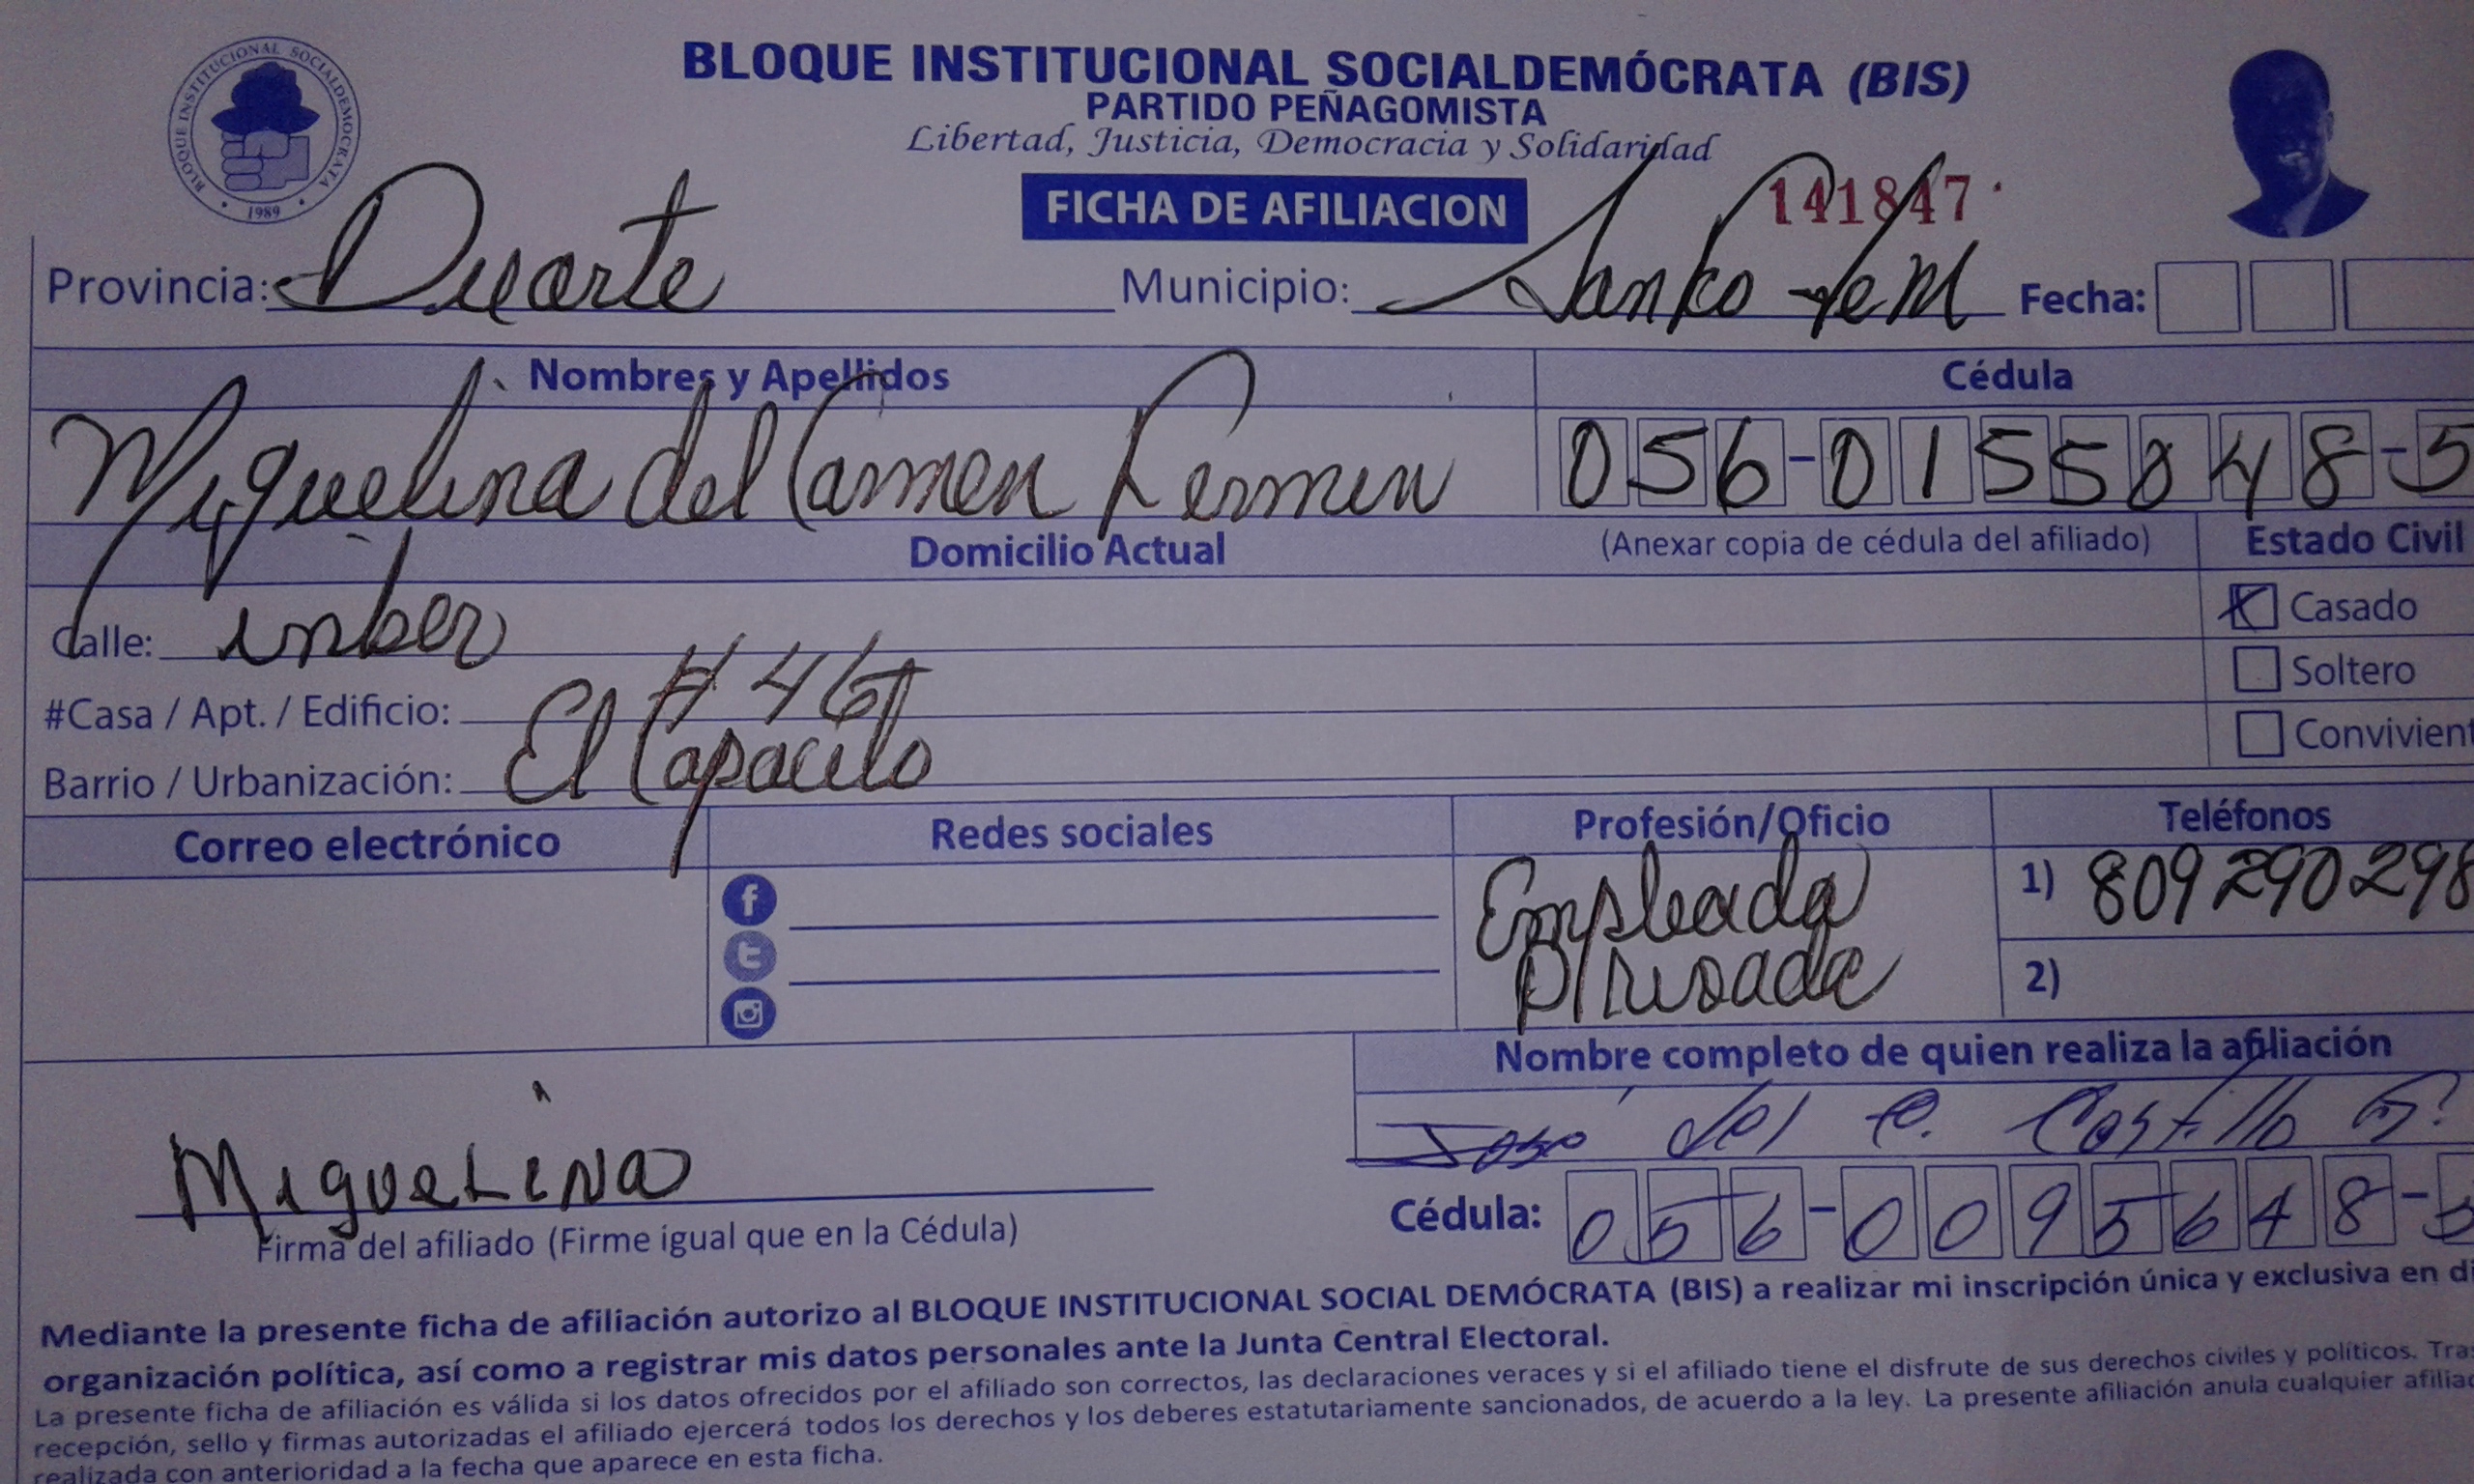 BLOQUE INSTITUCIONAL SOCIALDEMOCRATA
1989
BLOQUE INSTITUCIONAL SOCIALDEMÓCRATA (BIS)
PARTIDO PEÑAGOMISTA
Libertad, Justicia, Democracia y Solidaridad
FICHA DE AFILIACION
141847
Provincia: Duarte Municipio: Fecha:
Nombres y Apellidos Cédula
Miguelina del Carmen 056-0155048-5
Domicilio Actual (Anexar copia de cédula del afiliado) Estado Civil
Calle: inber Casado
#Casa / Apt. / Edificio: # 46 Soltero
Barrio / Urbanización: El Capacito Convivient
Correo electrónico Redes sociales Profesión/Oficio Teléfonos
Empleada Privada
1) 809 290 298
2)
Nombre completo de quien realiza la afiliación
José del C. Castillo G.
Miguelina
Cédula: 056-0095648-5
Firma del afiliado (Firme igual que en la Cédula)
Mediante la presente ficha de afiliación autorizo al BLOQUE INSTITUCIONAL SOCIAL DEMÓCRATA (BIS) a realizar mi inscripción única y exclusiva en di
organización política, así como a registrar mis datos personales ante la Junta Central Electoral.
La presente ficha de afiliación es válida si los datos ofrecidos por el afiliado son correctos, las declaraciones veraces y si el afiliado tiene el disfrute de sus derechos civiles y políticos. Tras
recepción, sello y firmas autorizadas el afiliado ejercerá todos los derechos y los deberes estatutariamente sancionados, de acuerdo a la ley. La presente afiliación anula cualquier afiliac
realizada con anterioridad a la fecha que aparece en esta ficha.